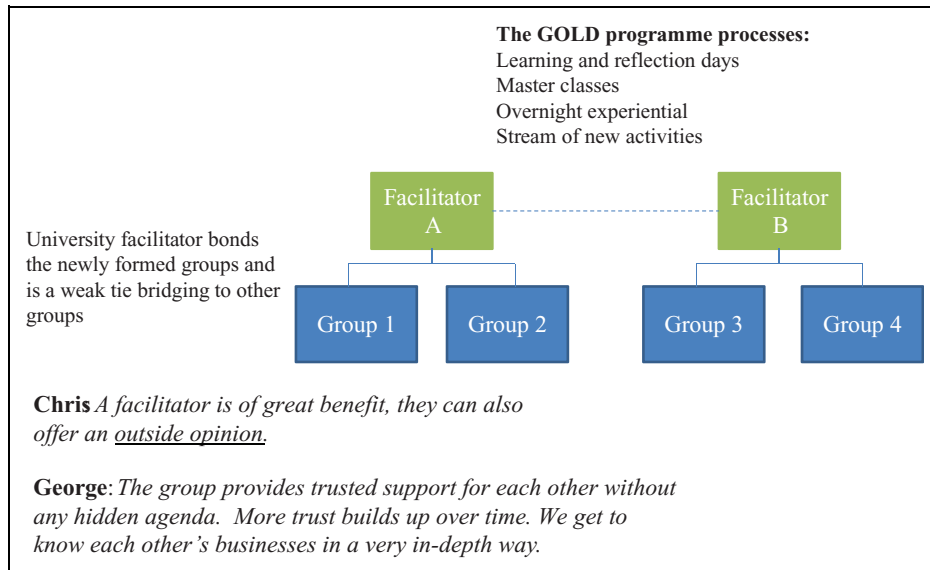 The GOLD programme processes:
Learning and reflection days
Master classes
Overnight experiential
Stream of new activities
Facilitator
A
Facilitator
B
University facilitator bonds
the newly formed groups and
is a weak tie bridging to other
groups
Group 1
Group 2
Group 3
Group 4
Chris A facilitator is of great benefit, they can also
offer an outside opinion.
George: The group provides trusted support for each other without
any hidden agenda. More trust builds up over time. We get to
know each other’s businesses in a very in-depth way.